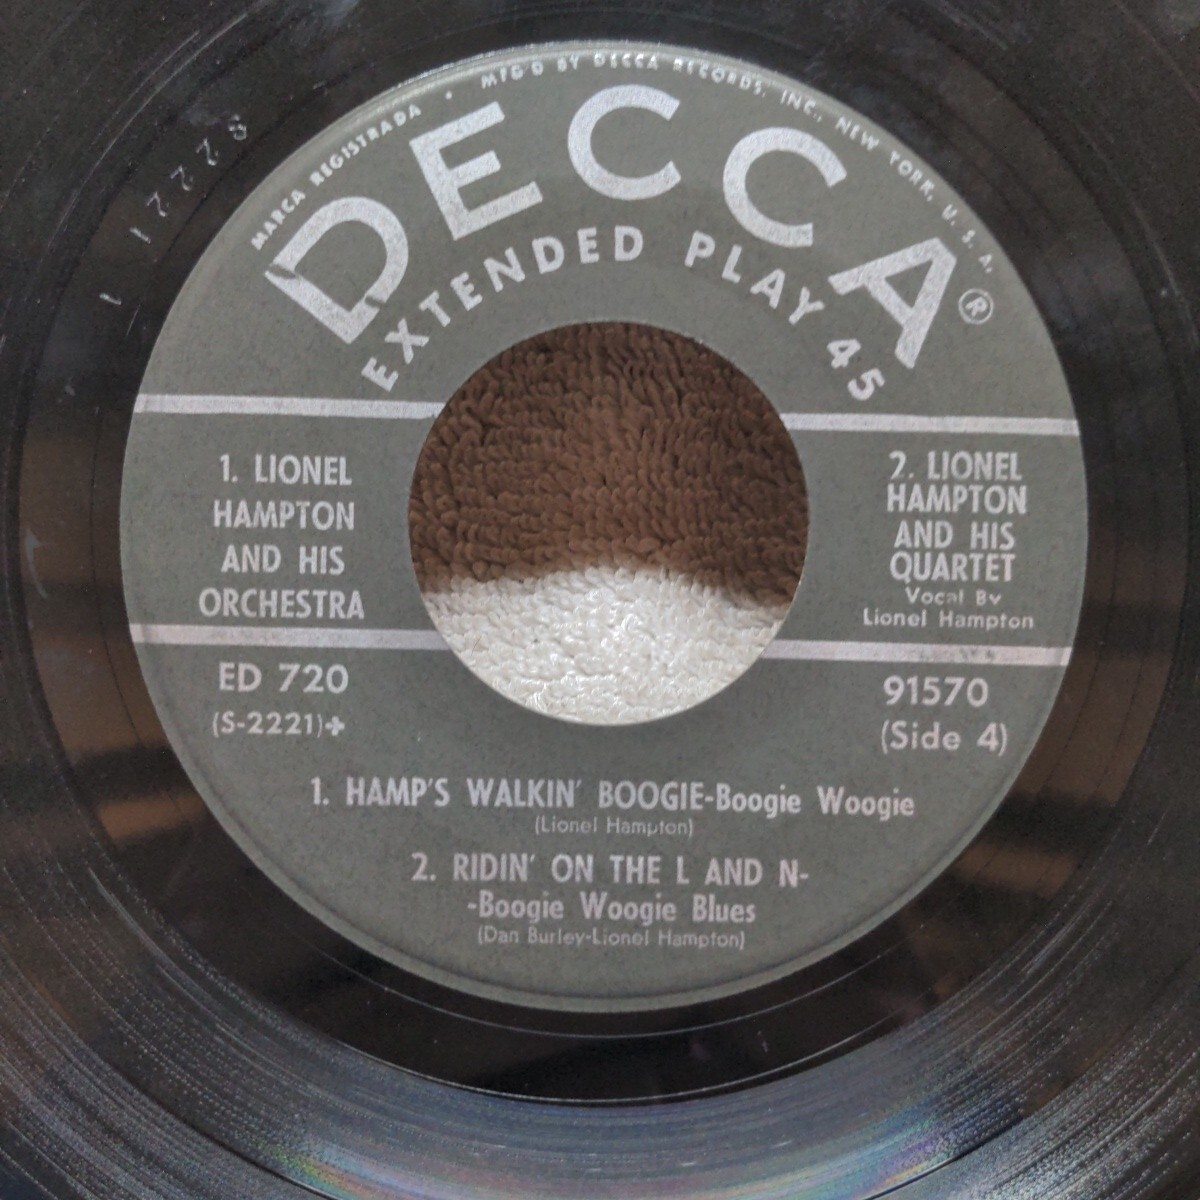 MARCA REGISTRADA • MFG'D BY DECCA RECORDS, INC., NEW YORK, U. S. A.
DECCA®
EXTENDED PLAY 45
1. LIONEL
HAMPTON
AND HIS
ORCHESTRA
2. LIONEL
HAMPTON
AND HIS
QUARTET
Vocal By
Lionel Hampton
ED 720
(S-2221)+
91570
(Side 4)
1. HAMP'S WALKIN' BOOGIE-Boogie Woogie
(Lionel Hampton)
2. RIDIN' ON THE L AND N-
-Boogie Woogie Blues
(Dan Burley-Lionel Hampton)